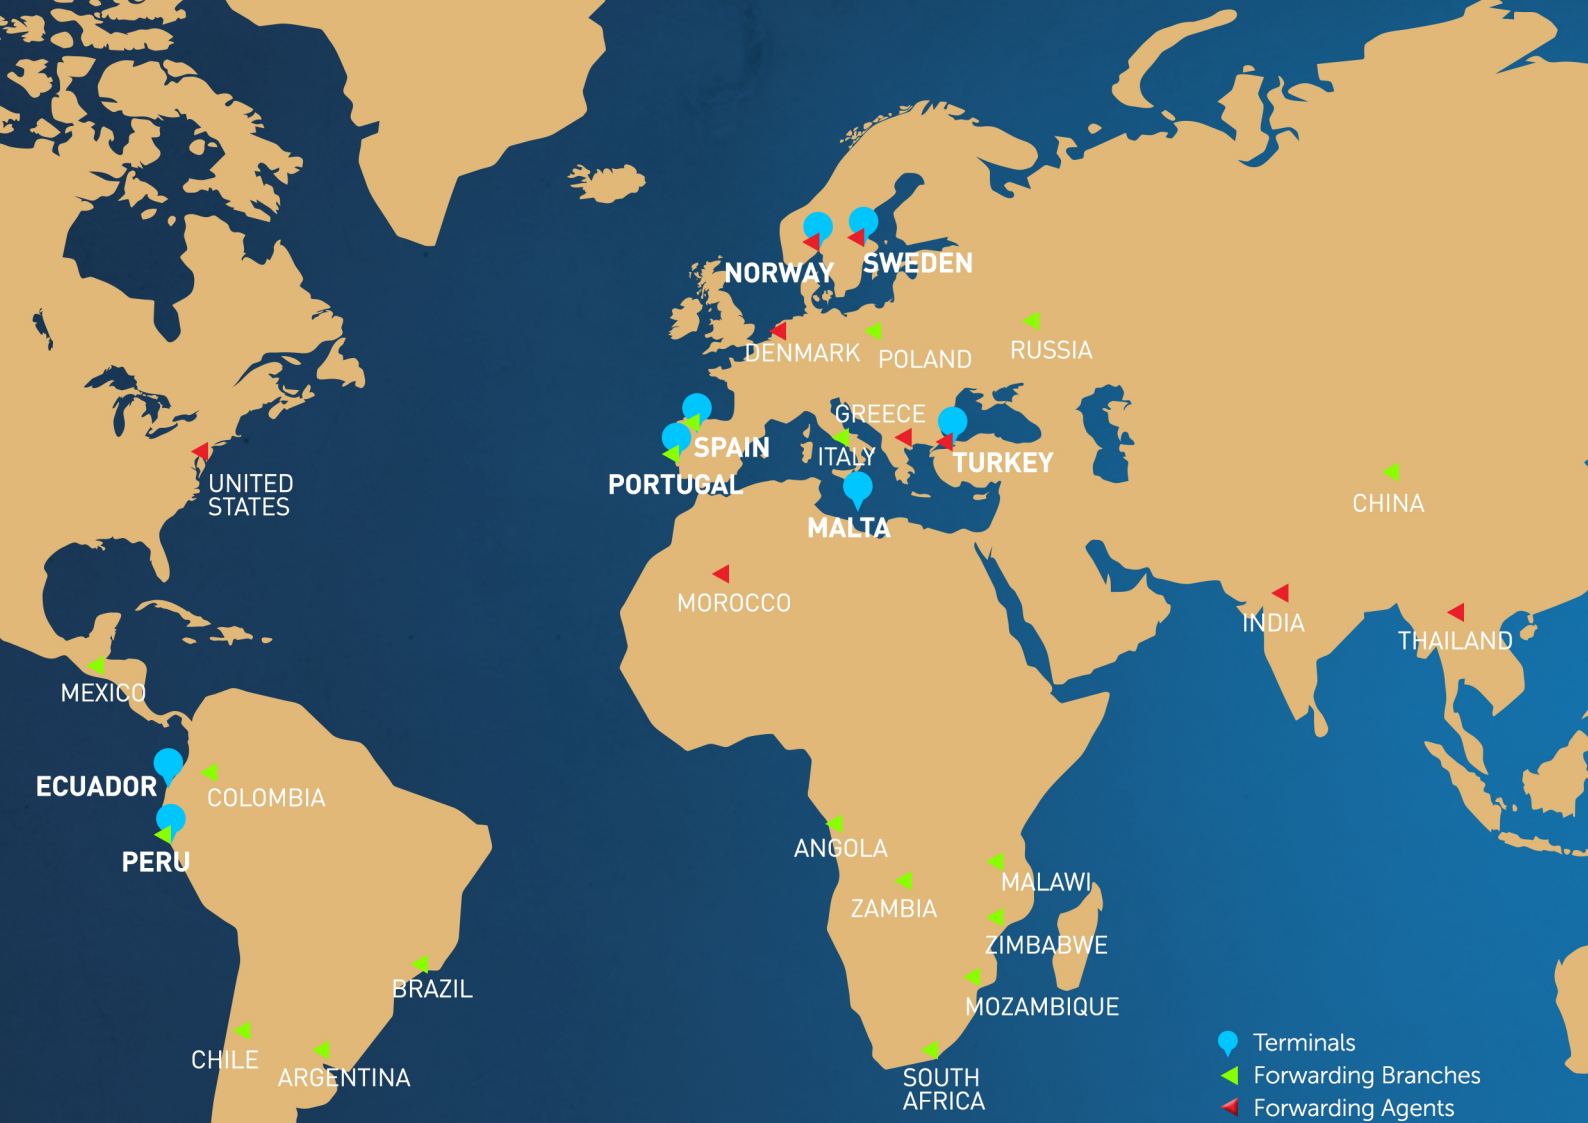 NORWAY
SWEDEN
DENMARK
POLAND
RUSSIA
GREECE
SPAIN
ITALY
TURKEY
PORTUGAL
UNITED
STATES
MALTA
CHINA
MOROCCO
INDIA
THAILAND
MEXICO
ECUADOR
COLOMBIA
PERU
ANGOLA
MALAWI
ZAMBIA
ZIMBABWE
BRAZIL
MOZAMBIQUE
CHILE
ARGENTINA
SOUTH
AFRICA
Terminals
Forwarding Branches
Forwarding Agents